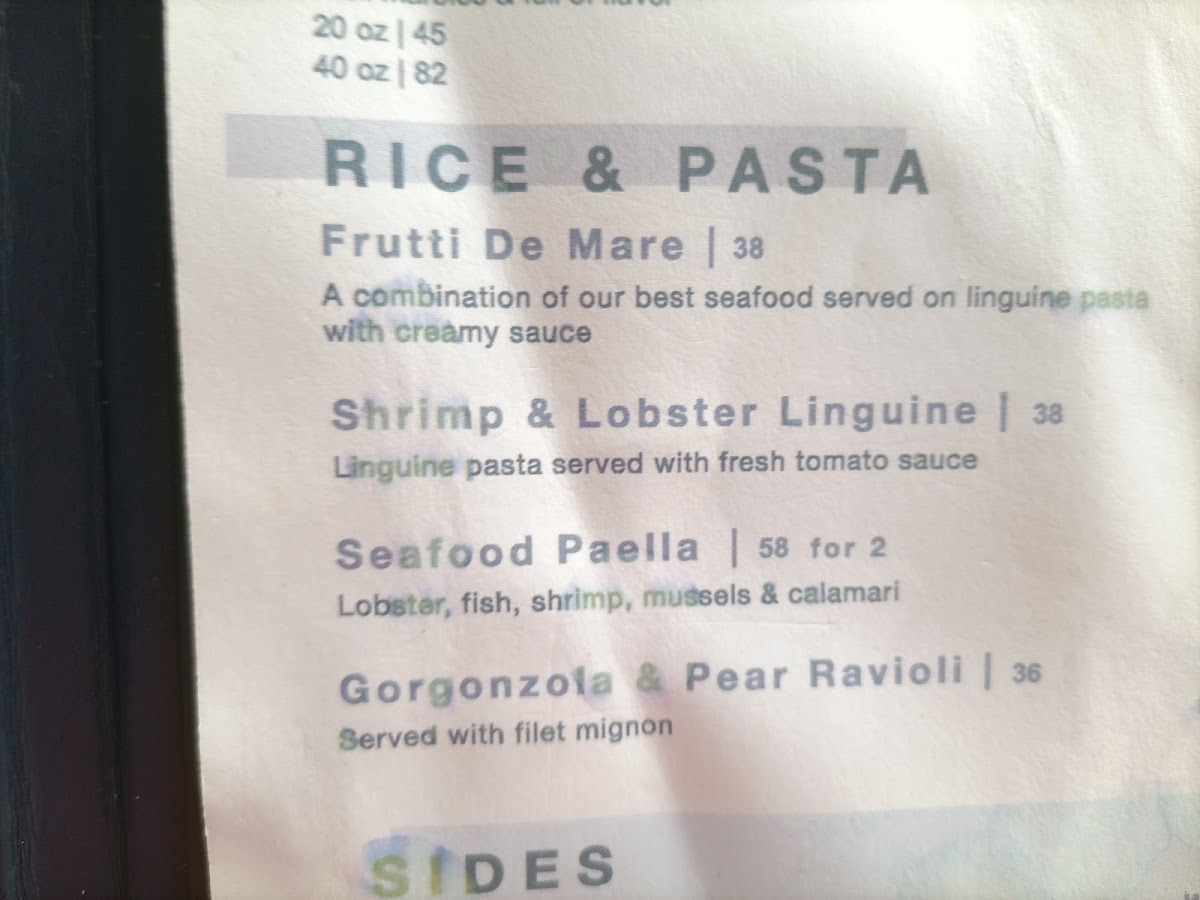 20 oz | 45
40 oz | 82
RICE & PASTA
Frutti De Mare | 38
A combination of our best seafood served on linguine pasta
with creamy sauce
Shrimp & Lobster Linguine | 38
Linguine pasta served with fresh tomato sauce
Seafood Paella | 58 for 2
Lobster, fish, shrimp, mussels & calamari
Gorgonzola & Pear Ravioli | 36
Served with filet mignon
SIDES